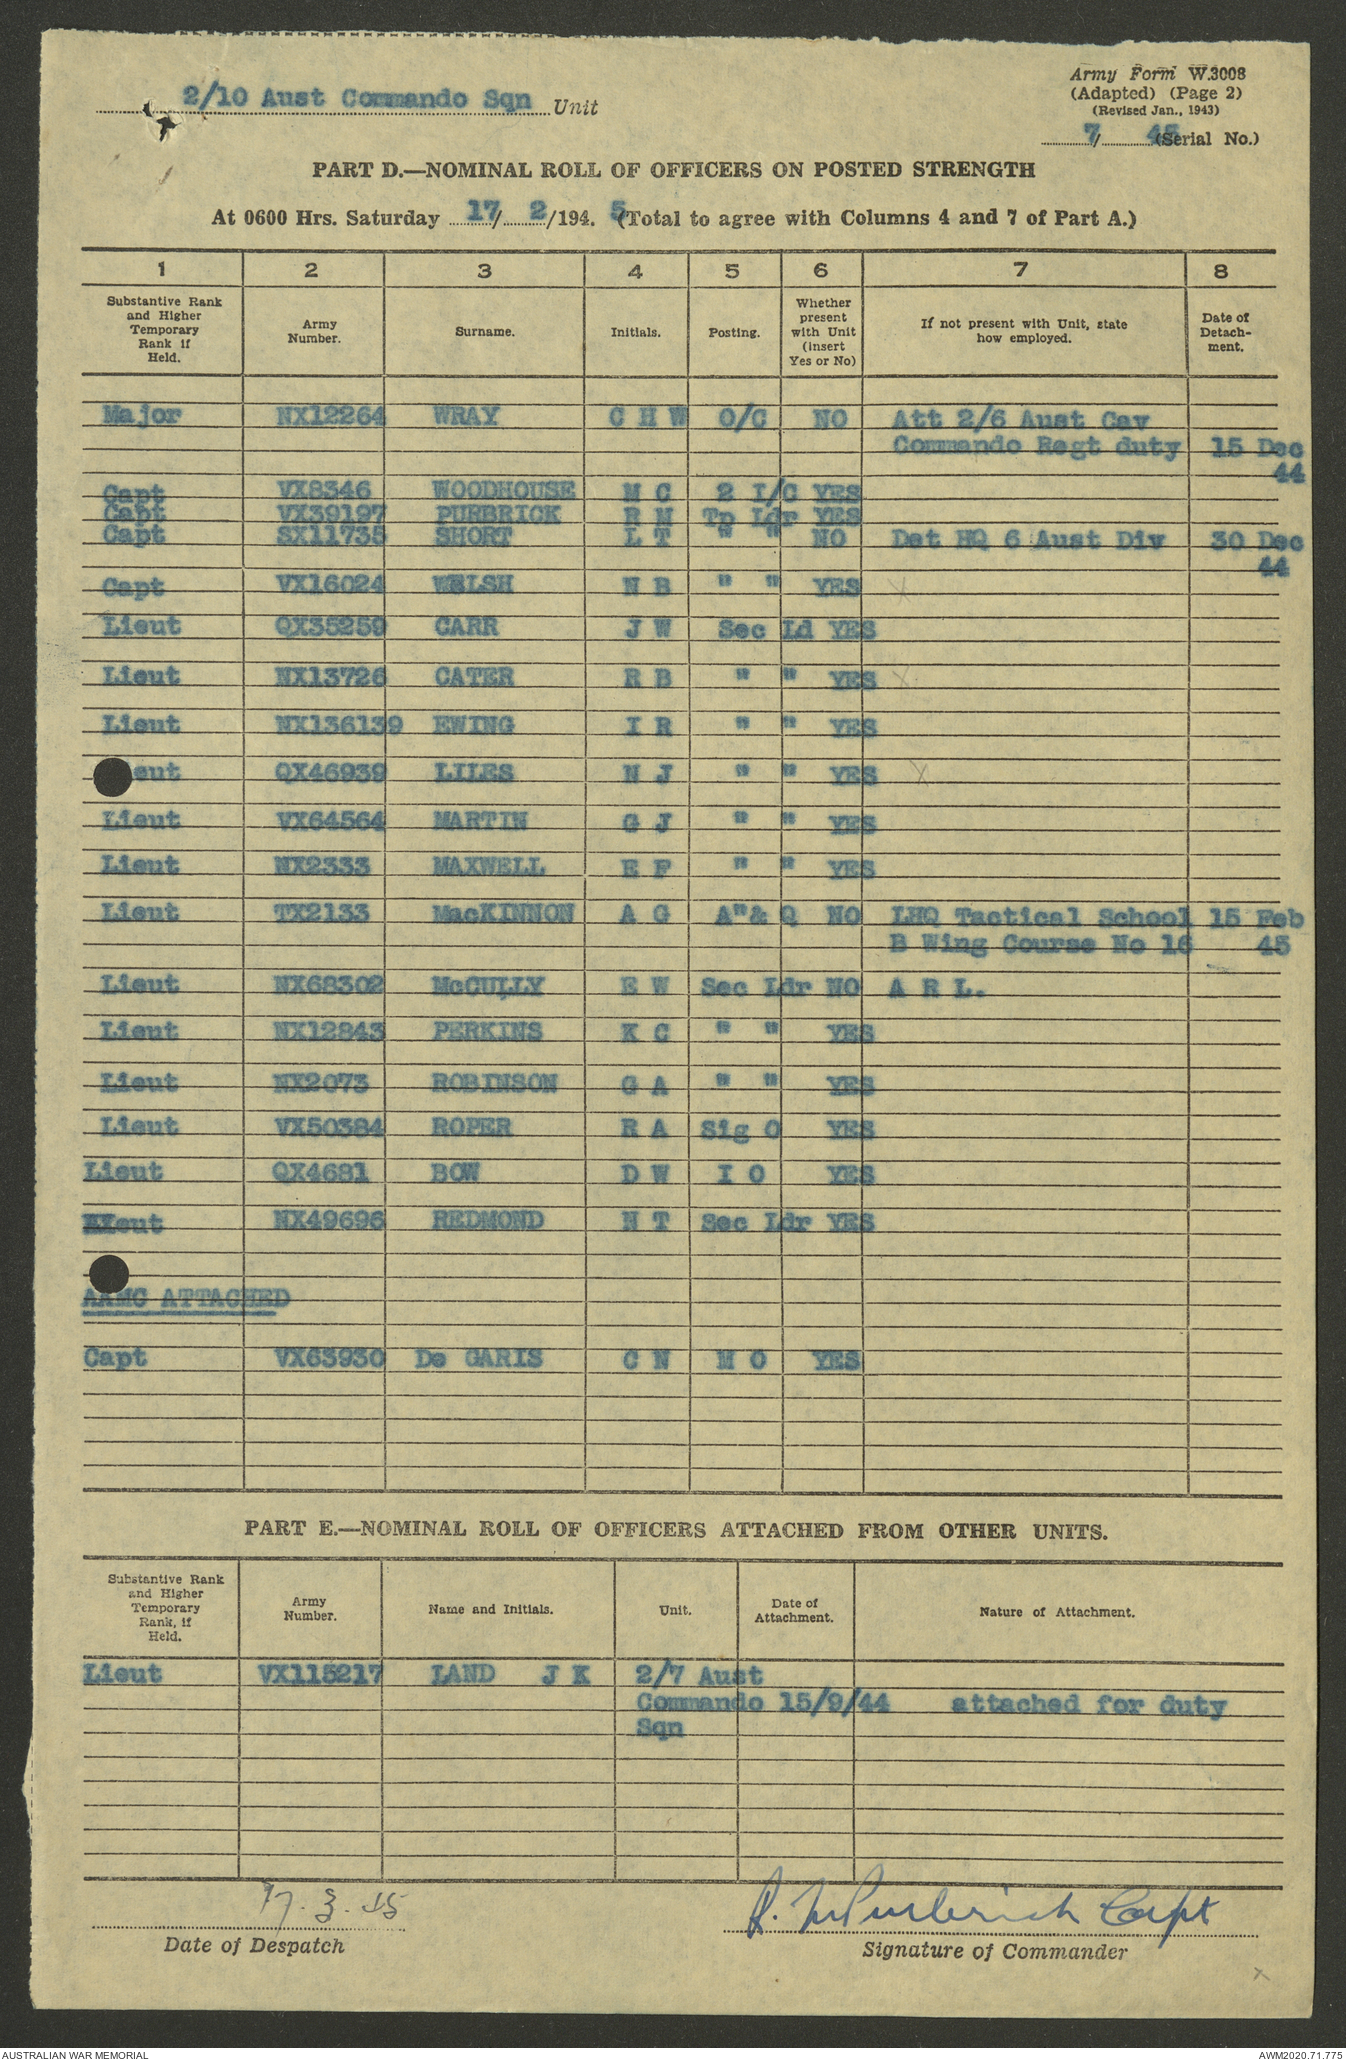 2/10 Aust Commando Sqn Unit
Army Form W.3008
(Adapted) (Page 2)
(Revised Jan., 1943)
7/ 45 (Serial No.)
PART D.—NOMINAL ROLL OF OFFICERS ON POSTED STRENGTH
At 0600 Hrs. Saturday 17/ 2/194. 5 (Total to agree with Columns 4 and 7 of Part A.)
1 2 3 4 5 6 7 8
Substantive Rank and Higher Temporary Rank if Held. Army Number. Surname. Initials. Posting. Whether present with Unit (insert Yes or No) If not present with Unit, state how employed. Date of Detach-ment.
Major NX12264 WRAY C H W O/C NO Att 2/6 Aust Cav
Commando Regt duty 15 Dec
44
Capt VX8346 WOODHOUSE M C 2 I/C YES
Capt VX39197 PURBRICK R M Tp Ldr YES
Capt SX11735 SHORT L T " " NO Det HQ 6 Aust Div 30 Dec
44
Capt VX16024 WELSH N B " " YES X
Lieut QX35259 CARR J W Sec Ld YES
Lieut NX13726 CATER R B " " YES X
Lieut NX136139 EWING I R " " YES
eut QX46939 LILES N J " " YES X
Lieut VX64564 MARTIN G J " " YES
Lieut NX2333 MAXWELL E F " " YES
Lieut TX2133 MacKINNON A G A"& Q NO LHQ Tactical School 15 Feb
B Wing Course No 16 45
Lieut NX68302 McCULLY E W Sec Ldr NO A R L.
Lieut NX12843 PERKINS K C " " YES
Lieut NX2073 ROBINSON G A " " YES
Lieut VX50384 ROPER R A Sig O YES
Lieut QX4681 BOW D W I O YES
Lieut NX49696 REDMOND N T Sec Ldr YES
AAMC ATTACHED
Capt VX63930 De GARIS C N M O YES
PART E.—NOMINAL ROLL OF OFFICERS ATTACHED FROM OTHER UNITS.
Substantive Rank and Higher Temporary Rank, if Held. Army Number. Name and Initials. Unit. Date of Attachment. Nature of Attachment.
Lieut VX115217 LAND J K 2/7 Aust
Commando 15/9/44 attached for duty
Sqn
17.3.45
R. M Purbrick Capt
Date of Despatch
Signature of Commander
X
AUSTRALIAN WAR MEMORIAL AWM2020.71.775